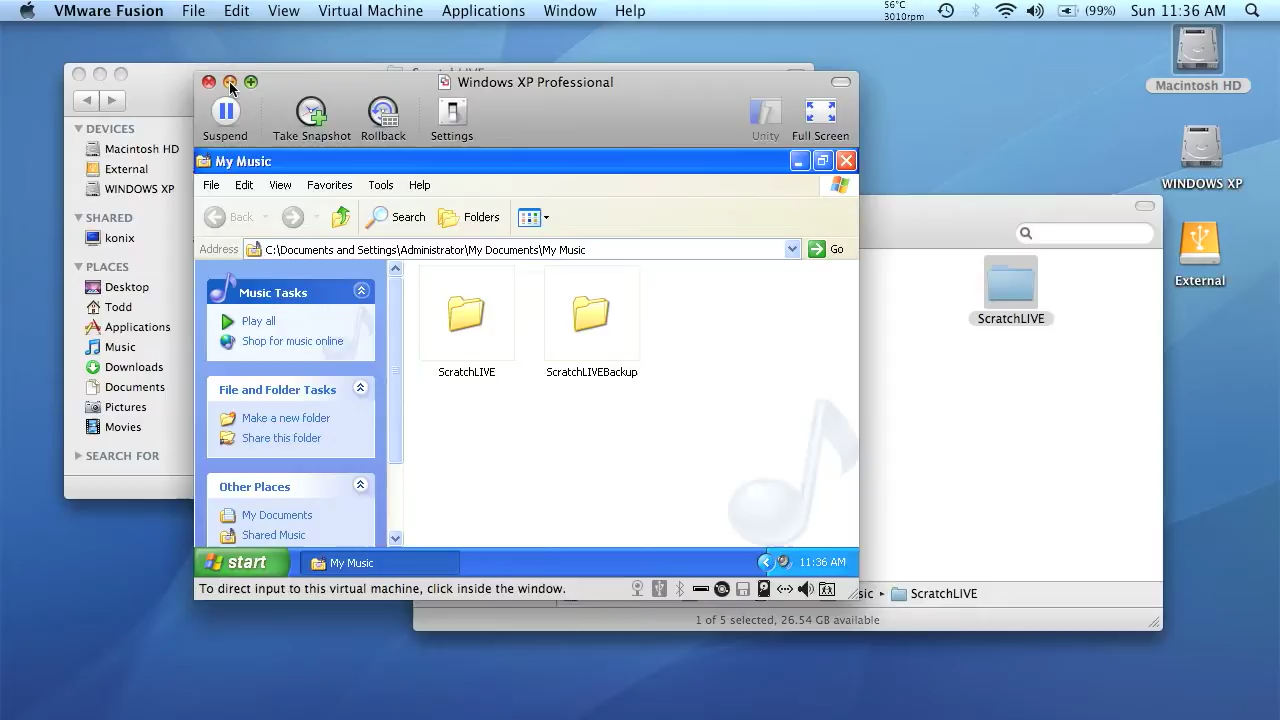 VMware Fusion File Edit View Virtual Machine Applications Window Help 56°C 3010rpm (99%) Sun 11:36 AM
Macintosh HD
WINDOWS XP
External
DEVICES
Macintosh HD
External
WINDOWS XP
SHARED
konix
PLACES
Desktop
Todd
Applications
Music
Downloads
Documents
Pictures
Movies
SEARCH FOR
Windows XP Professional
Suspend Take Snapshot Rollback Settings Unity Full Screen
My Music
File Edit View Favorites Tools Help
Back Search Folders
Address C:\Documents and Settings\Administrator\My Documents\My Music Go
Music Tasks
Play all
Shop for music online
File and Folder Tasks
Make a new folder
Share this folder
Other Places
My Documents
Shared Music
ScratchLIVE ScratchLIVEBackup
start My Music 11:36 AM
To direct input to this virtual machine, click inside the window.
ScratchLIVE
sic ▸ ScratchLIVE
1 of 5 selected, 26.54 GB available